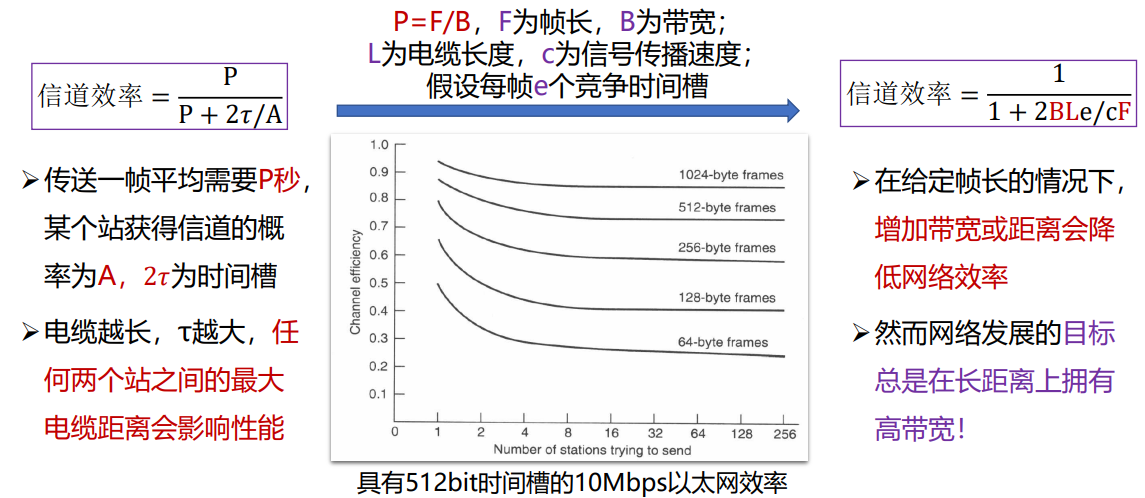 P=F/B，F为帧长，B为带宽；
L为电缆长度，c为信号传播速度；
假设每帧e个竞争时间槽
信道效率 = P / (P + 2τ/A)
➢传送一帧平均需要P秒，
某个站获得信道的概
率为A，2τ为时间槽
➢电缆越长，τ越大，任
何两个站之间的最大
电缆距离会影响性能
Channel efficiency
1.0
0.9
0.8
0.7
0.6
0.5
0.4
0.3
0.2
0.1
1024-byte frames
512-byte frames
256-byte frames
128-byte frames
64-byte frames
0 1 2 4 8 16 32 64 128 256
Number of stations trying to send
具有512bit时间槽的10Mbps以太网效率
信道效率 = 1 / (1 + 2BLe/cF)
➢在给定帧长的情况下，
增加带宽或距离会降
低网络效率
➢然而网络发展的目标
总是在长距离上拥有
高带宽！